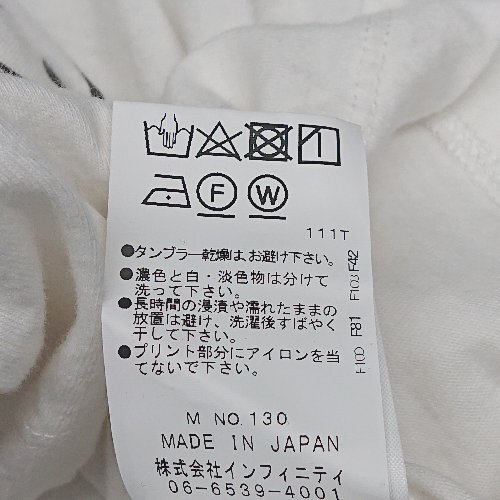 F
W
111T
●タンブラー乾燥は、お避け下さい。
●濃色と白・淡色物は分けて
洗って下さい。
●長時間の浸漬や濡れたままの
放置は避け、洗濯後すばやく
干して下さい。
●プリント部分にアイロンを当
てないで下さい。
F100 F81 F103 F42
M NO.130
MADE IN JAPAN
株式会社インフィニティ
06-6539-4001